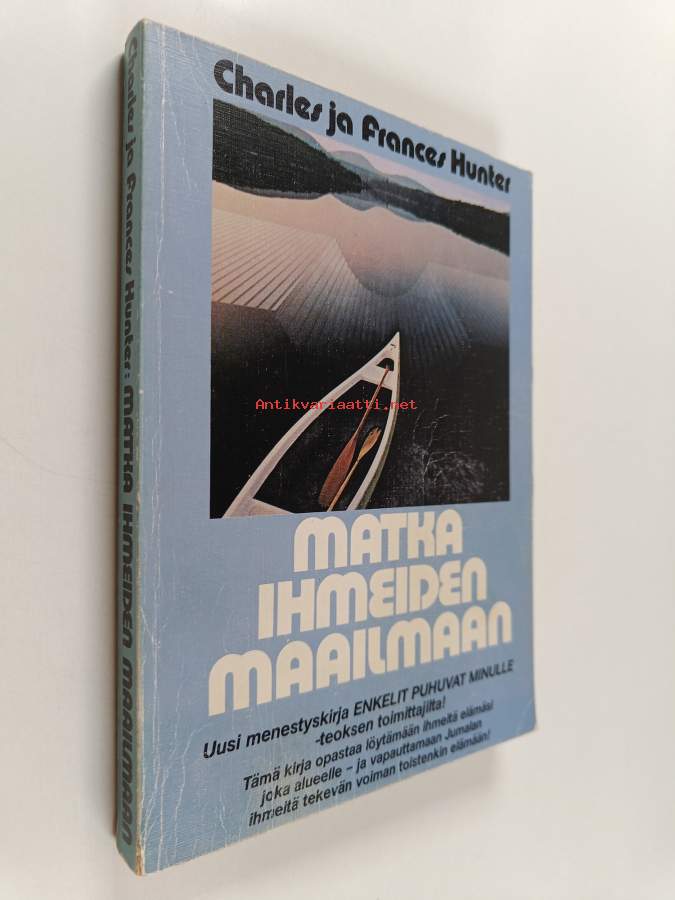 Charles ja Frances Hunter
Antikvariaatti.net
MATKA
IHMEIDEN
MAAILMAAN
Uusi menestyskirja ENKELIT PUHUVAT MINULLE
-teoksen toimittajilta!
Tämä kirja opastaa löytämään ihmeitä elämäsi
joka alueelle – ja vapauttamaan Jumalan
ihmeitä tekevän voiman toistenkin elämään!
Charles ja Frances Hunter: MATKA IHMEIDEN MAAILMAAN